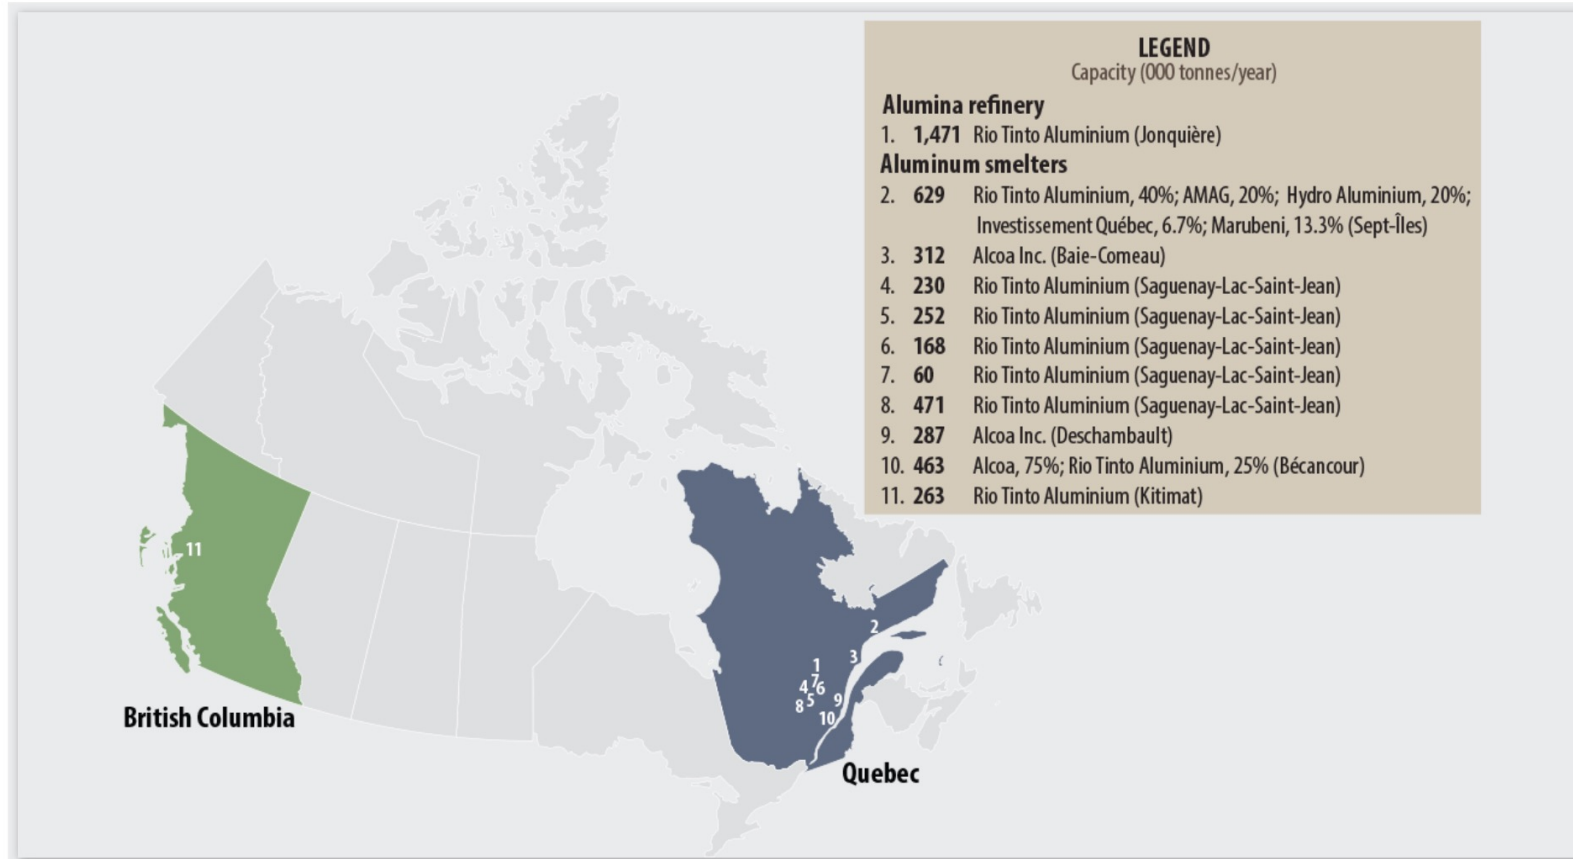 LEGEND
Capacity (000 tonnes/year)
Alumina refinery
1. 1,471 Rio Tinto Aluminium (Jonquière)
Aluminum smelters
2. 629 Rio Tinto Aluminium, 40%; AMAG, 20%; Hydro Aluminium, 20%;
Investissement Québec, 6.7%; Marubeni, 13.3% (Sept-Îles)
3. 312 Alcoa Inc. (Baie-Comeau)
4. 230 Rio Tinto Aluminium (Saguenay-Lac-Saint-Jean)
5. 252 Rio Tinto Aluminium (Saguenay-Lac-Saint-Jean)
6. 168 Rio Tinto Aluminium (Saguenay-Lac-Saint-Jean)
7. 60 Rio Tinto Aluminium (Saguenay-Lac-Saint-Jean)
8. 471 Rio Tinto Aluminium (Saguenay-Lac-Saint-Jean)
9. 287 Alcoa Inc. (Deschambault)
10. 463 Alcoa, 75%; Rio Tinto Aluminium, 25% (Bécancour)
11. 263 Rio Tinto Aluminium (Kitimat)
11
2
3
1
7
4 6
8 5 9
10
British Columbia
Quebec